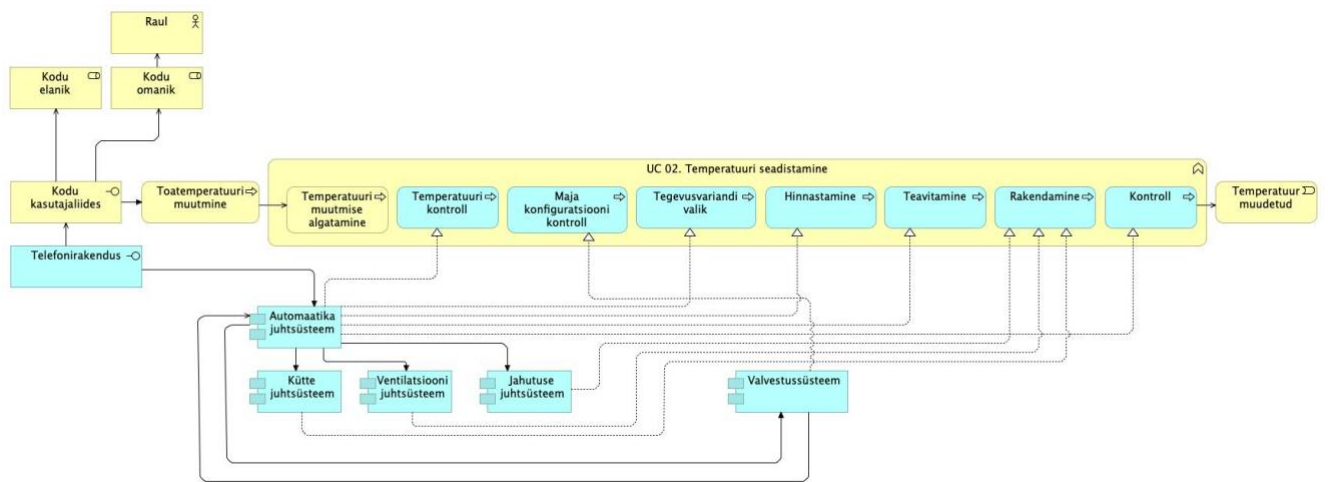 Raul
Kodu
elanik
Kodu
omanik
UC 02. Temperatuuri seadistamine
Kodu
kasutajaliides
Toatemperatuuri
muutmine
Temperatuuri
muutmise
algatamine
Temperatuuri
kontroll
Maja
konfiguratsiooni
kontroll
Tegevusvariandi
valik
Hinnastamine
Teavitamine
Rakendamine
Kontroll
Temperatuur
muudetud
Telefonirakendus
Automaatika
juhtsüsteem
Kütte
juhtsüsteem
Ventilatsiooni
juhtsüsteem
Jahutuse
juhtsüsteem
Valvestussüsteem